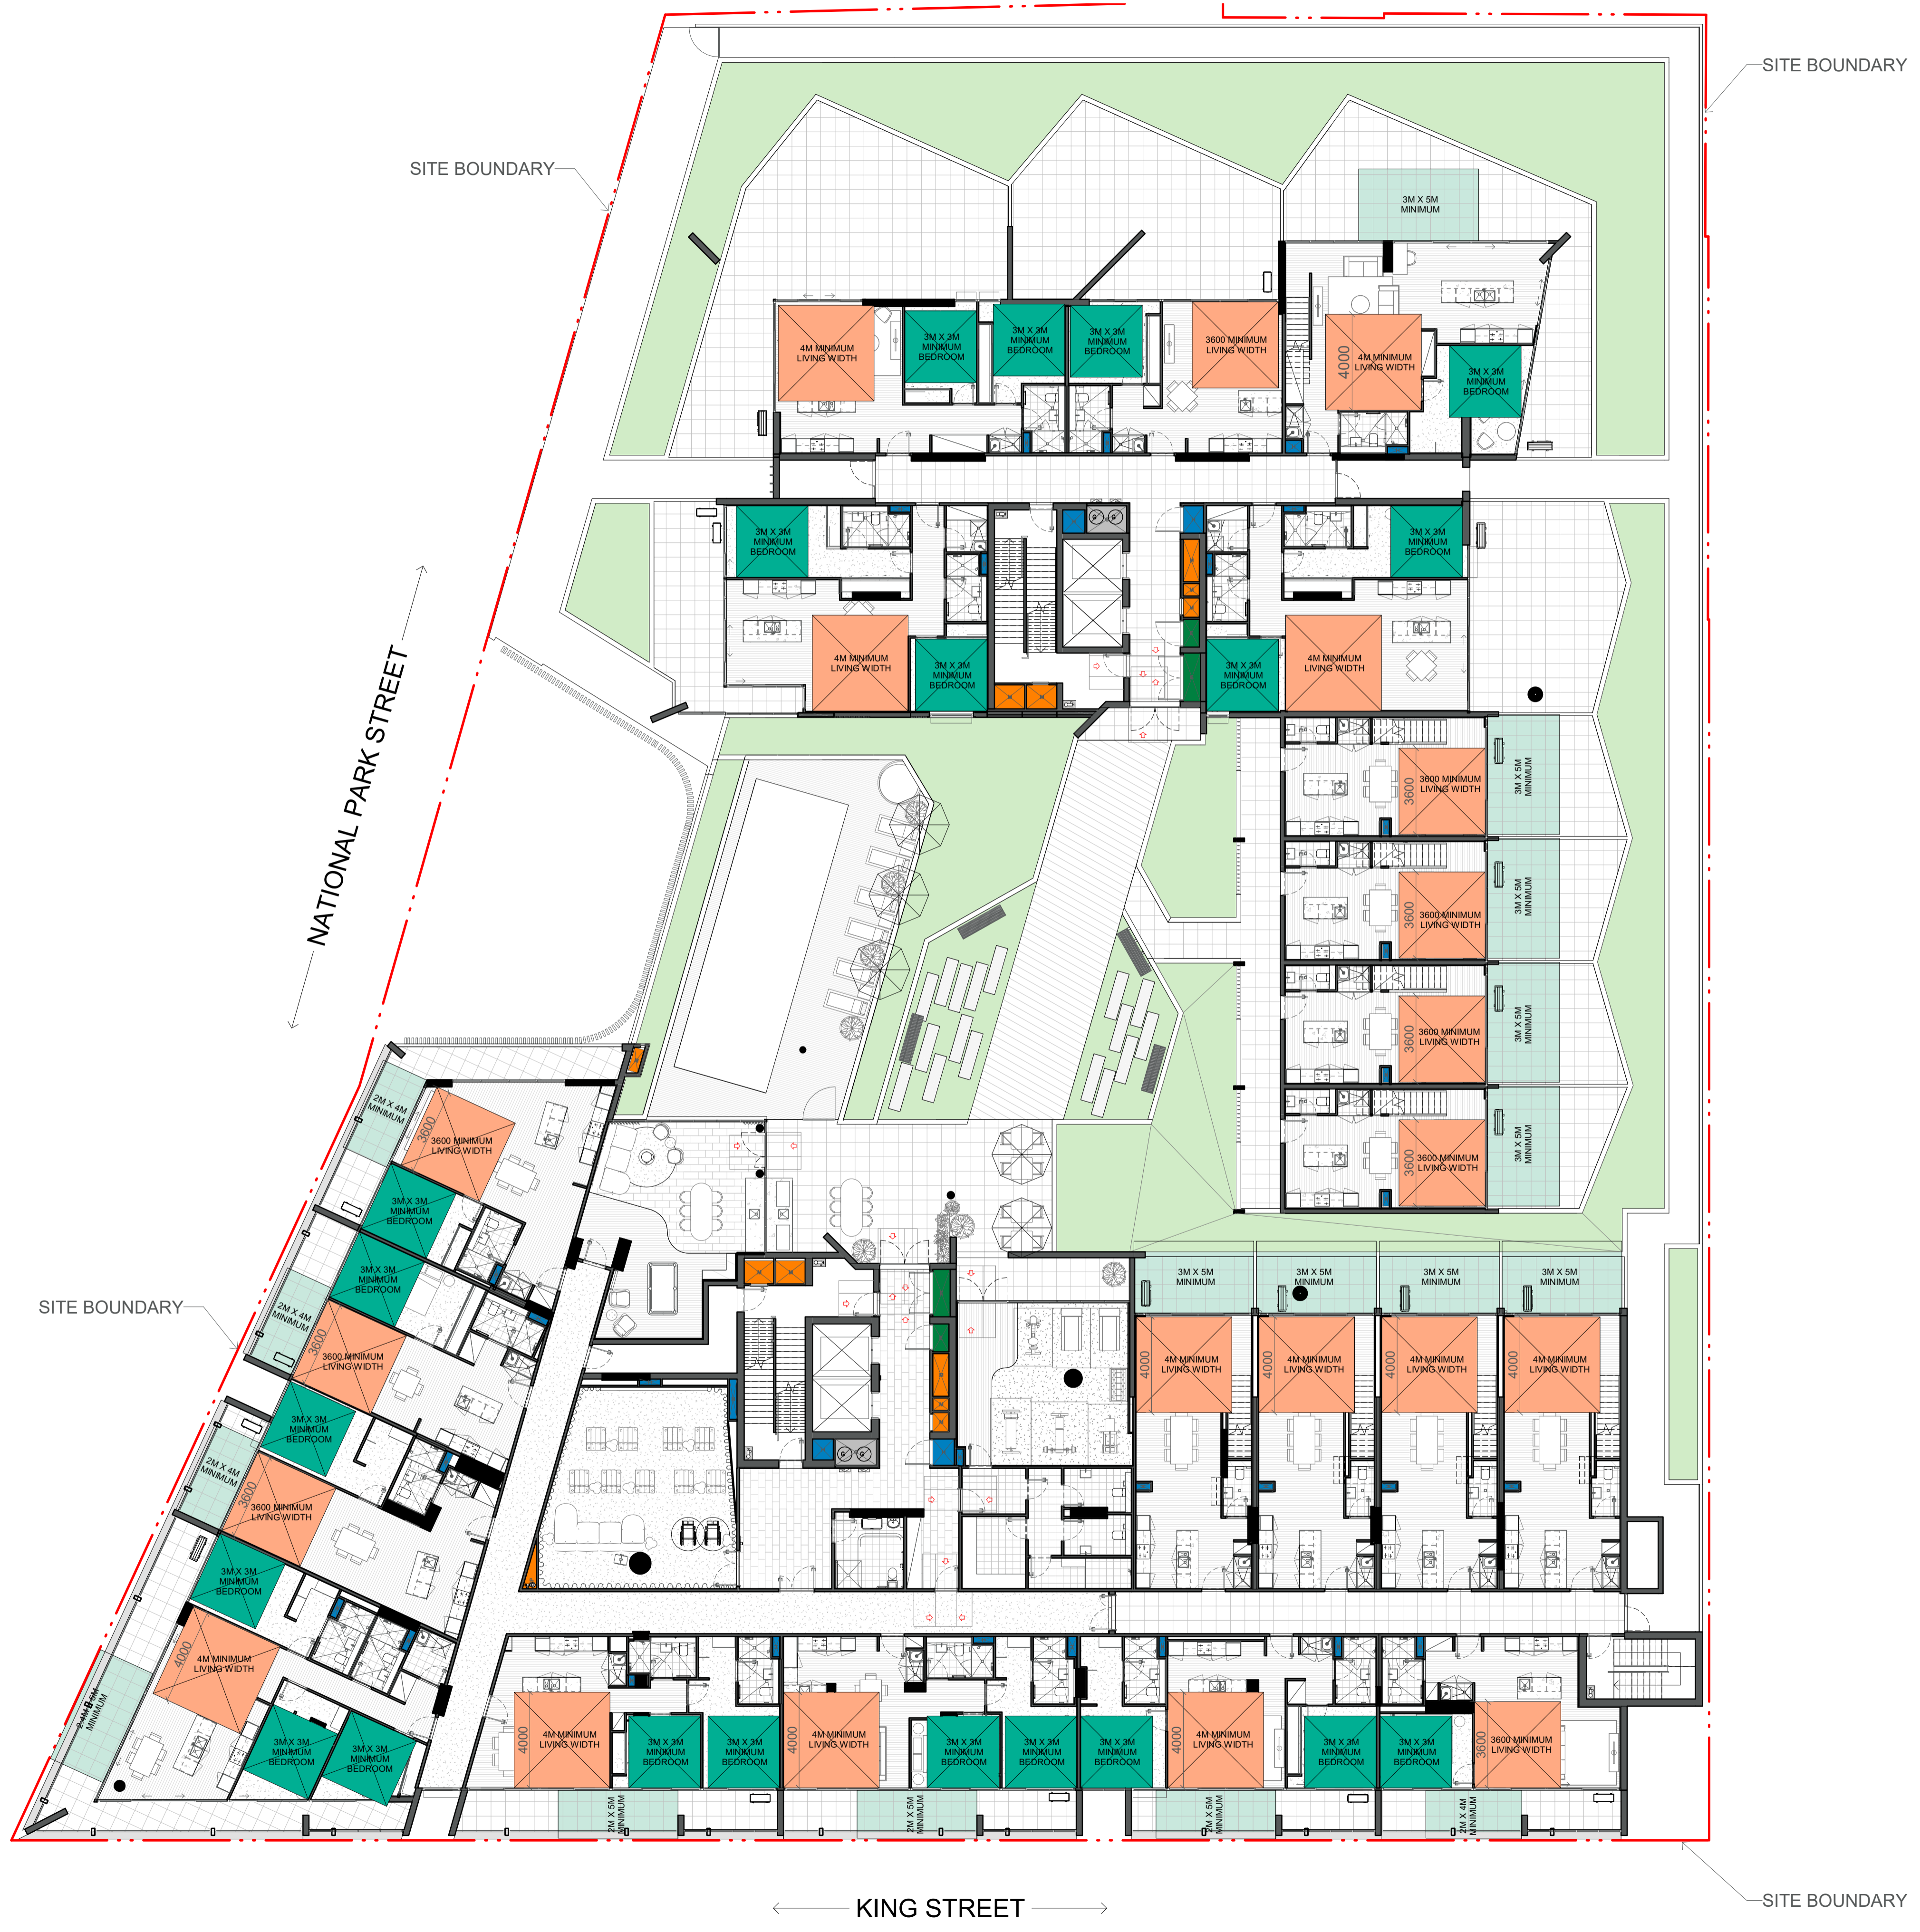 SITE BOUNDARY
SITE BOUNDARY
3M X 5M
MINIMUM
4M MINIMUM
LIVING WIDTH
3M X 3M
MINIMUM
BEDROOM
3M X 3M
MINIMUM
BEDROOM
3M X 3M
MINIMUM
BEDROOM
3600 MINIMUM
LIVING WIDTH
4000
4M MINIMUM
LIVING WIDTH
3M X 3M
MINIMUM
BEDROOM
3M X 3M
MINIMUM
BEDROOM
3M X 3M
MINIMUM
BEDROOM
4M MINIMUM
LIVING WIDTH
3M X 3M
MINIMUM
BEDROOM
3M X 3M
MINIMUM
BEDROOM
4M MINIMUM
LIVING WIDTH
NATIONAL PARK STREET
3600
3600 MINIMUM
LIVING WIDTH
3M X 5M
MINIMUM
3600
3600 MINIMUM
LIVING WIDTH
3M X 5M
MINIMUM
3600
3600 MINIMUM
LIVING WIDTH
3M X 5M
MINIMUM
3600
3600 MINIMUM
LIVING WIDTH
3M X 5M
MINIMUM
2M X 4M
MINIMUM
3600
3600 MINIMUM
LIVING WIDTH
3M X 3M
MINIMUM
BEDROOM
3M X 3M
MINIMUM
BEDROOM
SITE BOUNDARY
2M X 4M
MINIMUM
3600
3600 MINIMUM
LIVING WIDTH
3M X 3M
MINIMUM
BEDROOM
2M X 4M
MINIMUM
3600
3600 MINIMUM
LIVING WIDTH
3M X 3M
MINIMUM
BEDROOM
4000
4M MINIMUM
LIVING WIDTH
2.4M X 5M
MINIMUM
3M X 3M
MINIMUM
BEDROOM
3M X 3M
MINIMUM
BEDROOM
3M X 5M
MINIMUM
3M X 5M
MINIMUM
3M X 5M
MINIMUM
3M X 5M
MINIMUM
4000
4M MINIMUM
LIVING WIDTH
4000
4M MINIMUM
LIVING WIDTH
4000
4M MINIMUM
LIVING WIDTH
4000
4M MINIMUM
LIVING WIDTH
4000
4M MINIMUM
LIVING WIDTH
3M X 3M
MINIMUM
BEDROOM
3M X 3M
MINIMUM
BEDROOM
4000
4M MINIMUM
LIVING WIDTH
3M X 3M
MINIMUM
BEDROOM
3M X 3M
MINIMUM
BEDROOM
3M X 3M
MINIMUM
BEDROOM
4000
4M MINIMUM
LIVING WIDTH
3M X 3M
MINIMUM
BEDROOM
3M X 3M
MINIMUM
BEDROOM
3600
3600 MINIMUM
LIVING WIDTH
2M X 5M
MINIMUM
2M X 5M
MINIMUM
2M X 5M
MINIMUM
2M X 4M
MINIMUM
KING STREET
SITE BOUNDARY